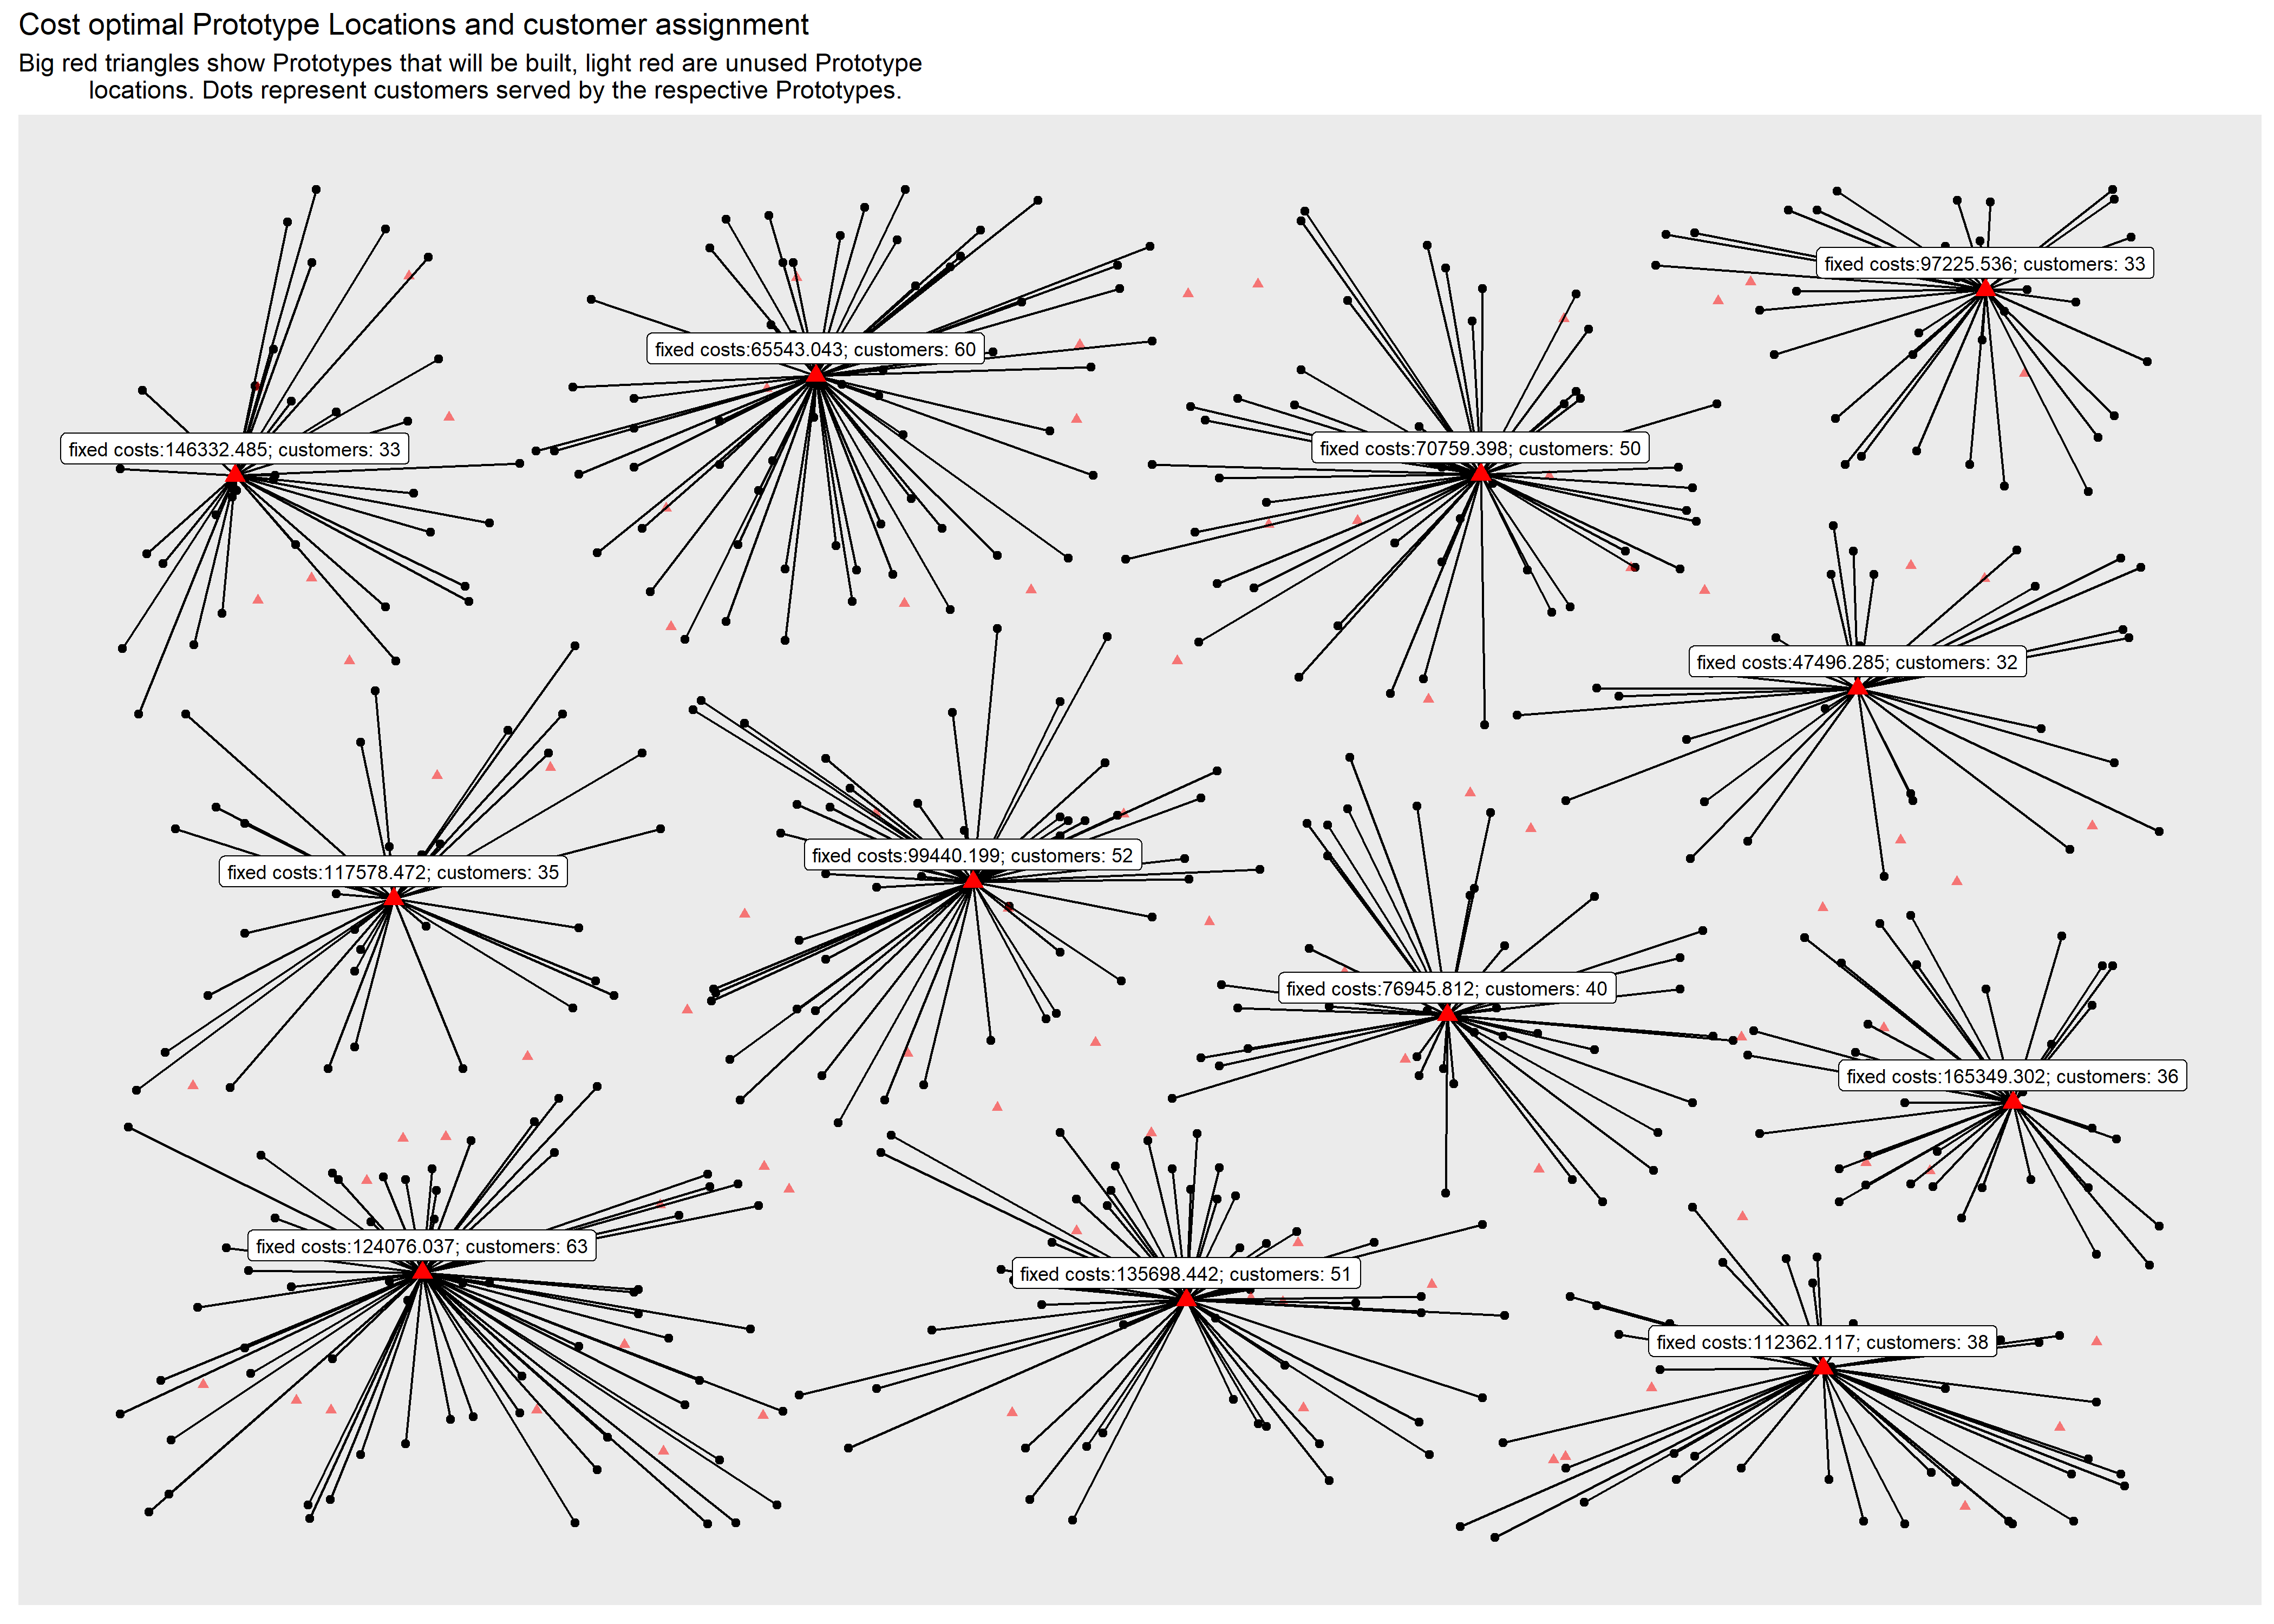 Cost optimal Prototype Locations and customer assignment
Big red triangles show Prototypes that will be built, light red are unused Prototype
locations. Dots represent customers served by the respective Prototypes.
fixed costs:97225.536; customers: 33
fixed costs:65543.043; customers: 60
fixed costs:146332.485; customers: 33
fixed costs:70759.398; customers: 50
fixed costs:47496.285; customers: 32
fixed costs:117578.472; customers: 35
fixed costs:99440.199; customers: 52
fixed costs:76945.812; customers: 40
fixed costs:165349.302; customers: 36
fixed costs:124076.037; customers: 63
fixed costs:135698.442; customers: 51
fixed costs:112362.117; customers: 38